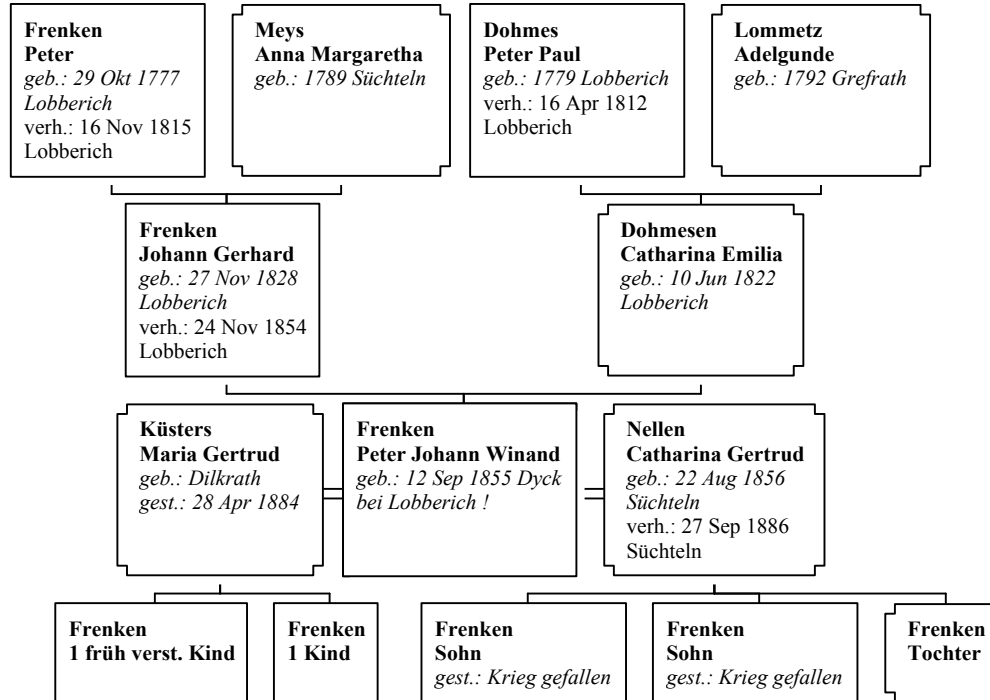 Frenken
Peter
geb.: 29 Okt 1777
Lobberich
verh.: 16 Nov 1815
Lobberich
Meys
Anna Margaretha
geb.: 1789 Süchteln
Dohmes
Peter Paul
geb.: 1779 Lobberich
verh.: 16 Apr 1812
Lobberich
Lommetz
Adelgunde
geb.: 1792 Grefrath
Frenken
Johann Gerhard
geb.: 27 Nov 1828
Lobberich
verh.: 24 Nov 1854
Lobberich
Dohmesen
Catharina Emilia
geb.: 10 Jun 1822
Lobberich
Küsters
Maria Gertrud
geb.: Dilkrath
gest.: 28 Apr 1884
Frenken
Peter Johann Winand
geb.: 12 Sep 1855 Dyck
bei Lobberich !
Nellen
Catharina Gertrud
geb.: 22 Aug 1856
Süchteln
verh.: 27 Sep 1886
Süchteln
Frenken
1 früh verst. Kind
Frenken
1 Kind
Frenken
Sohn
gest.: Krieg gefallen
Frenken
Sohn
gest.: Krieg gefallen
Frenken
Tochter